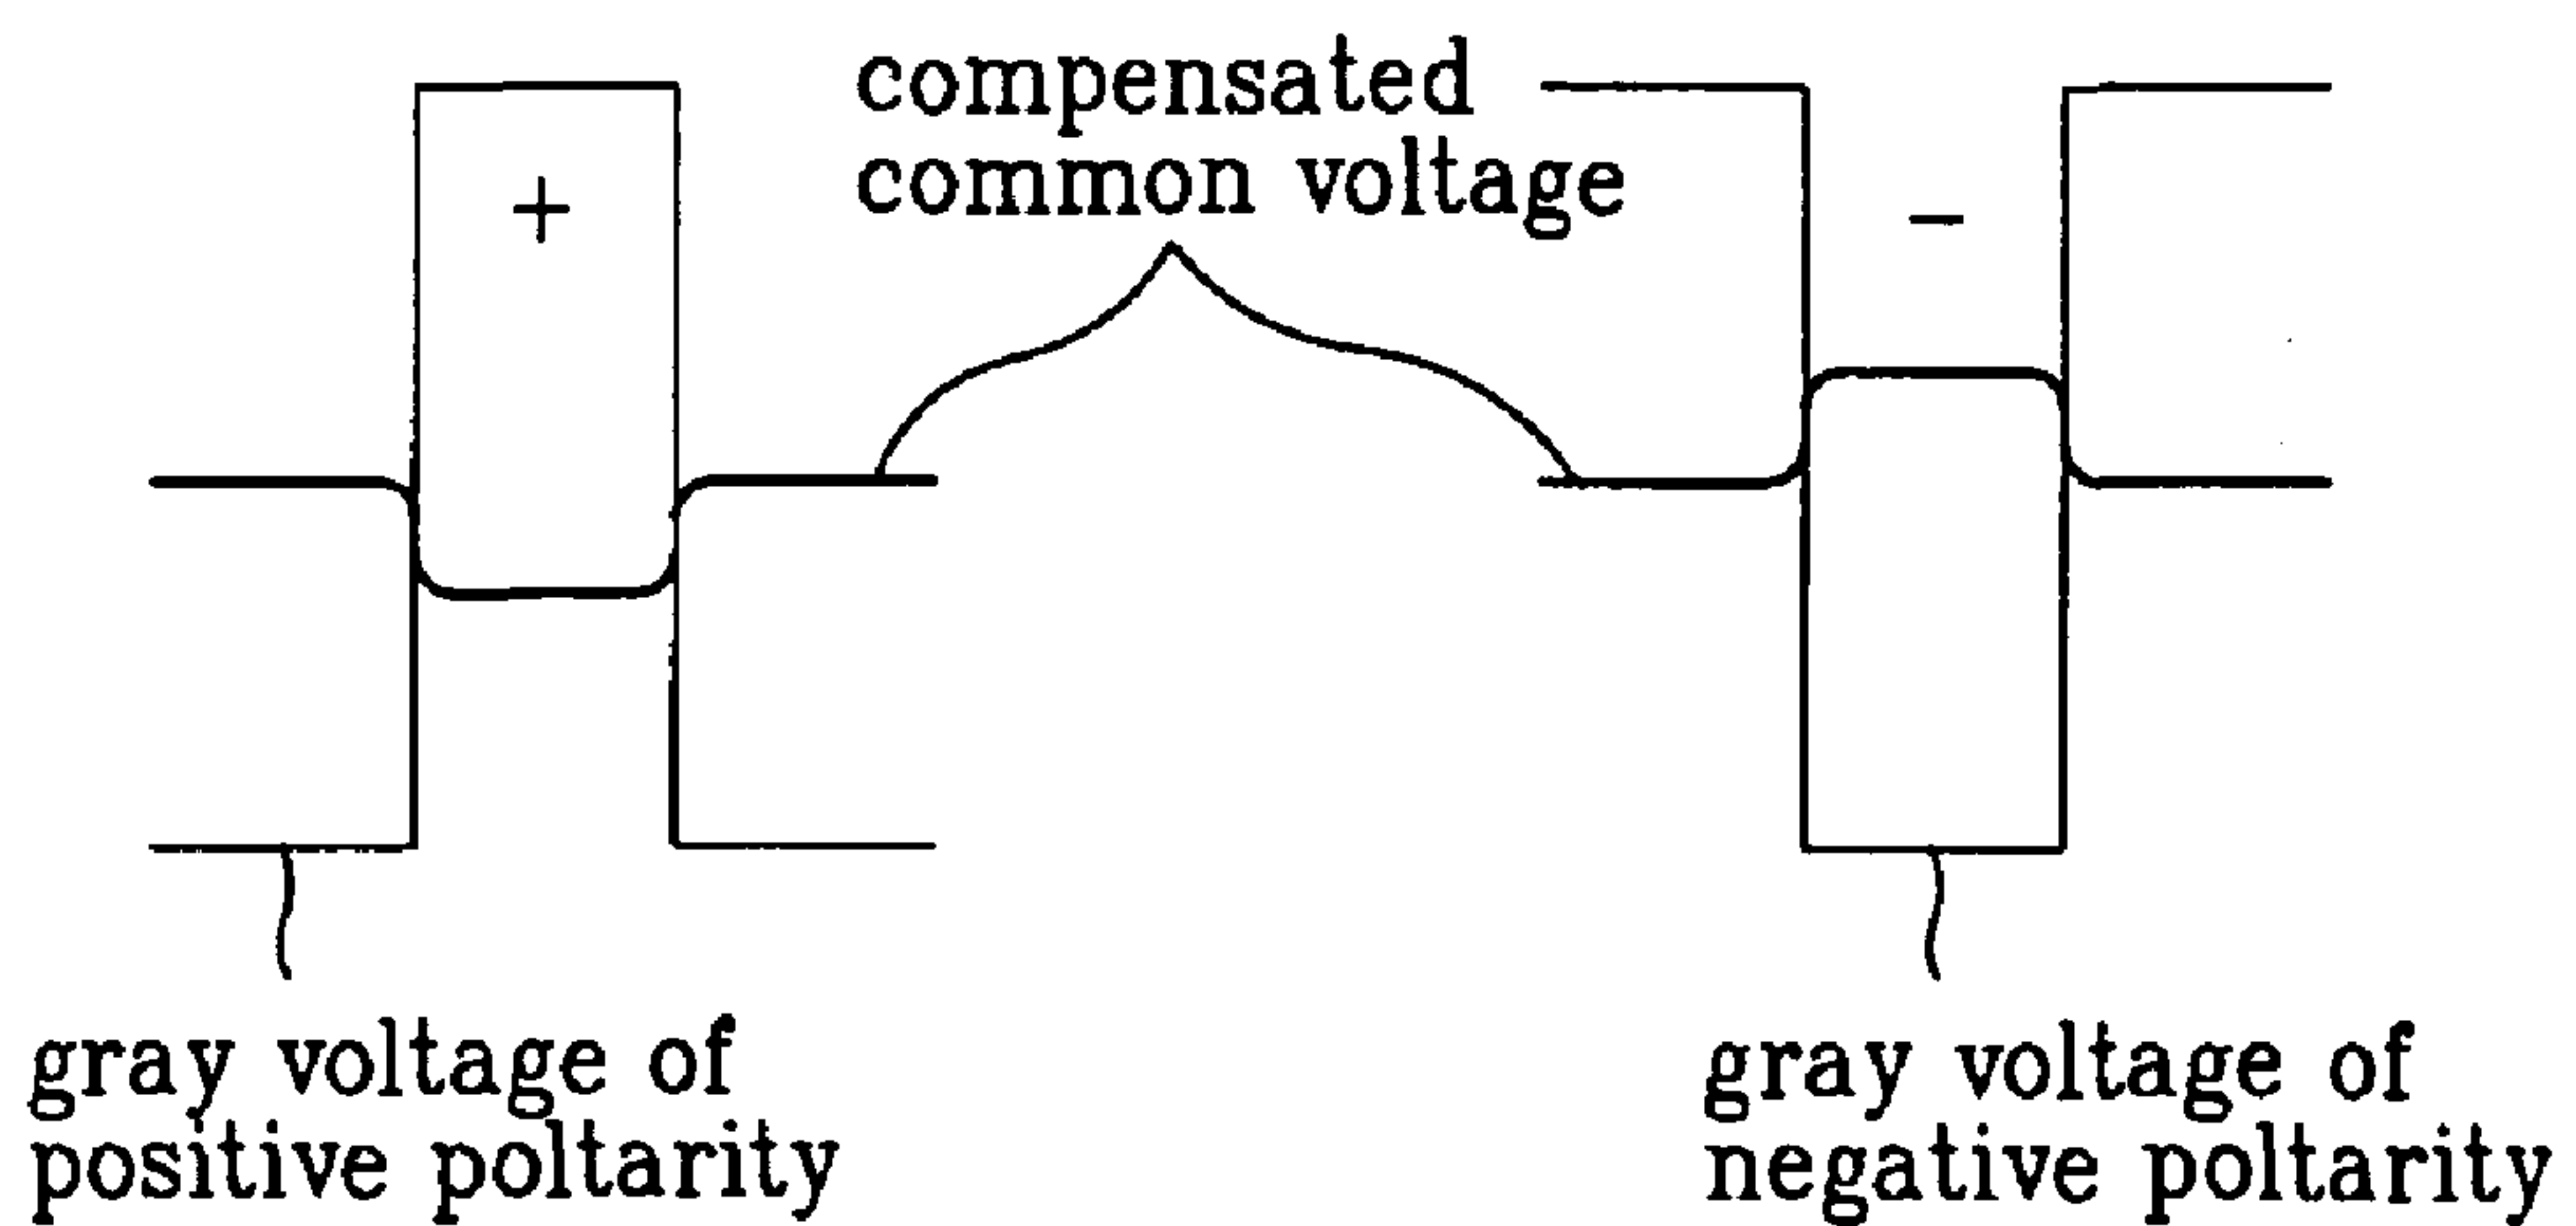 compensated
common voltage
+
−
gray voltage of
positive poltarity
gray voltage of
negative poltarity